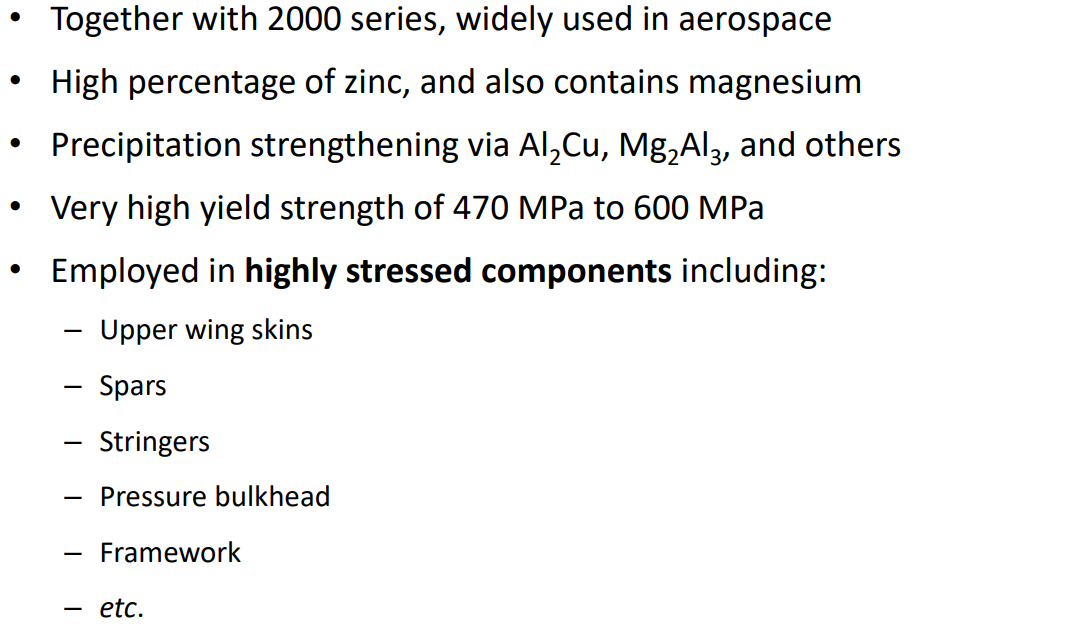 • Together with 2000 series, widely used in aerospace
• High percentage of zinc, and also contains magnesium
• Precipitation strengthening via Al₂Cu, Mg₂Al₃, and others
• Very high yield strength of 470 MPa to 600 MPa
• Employed in highly stressed components including:
– Upper wing skins
– Spars
– Stringers
– Pressure bulkhead
– Framework
– etc.